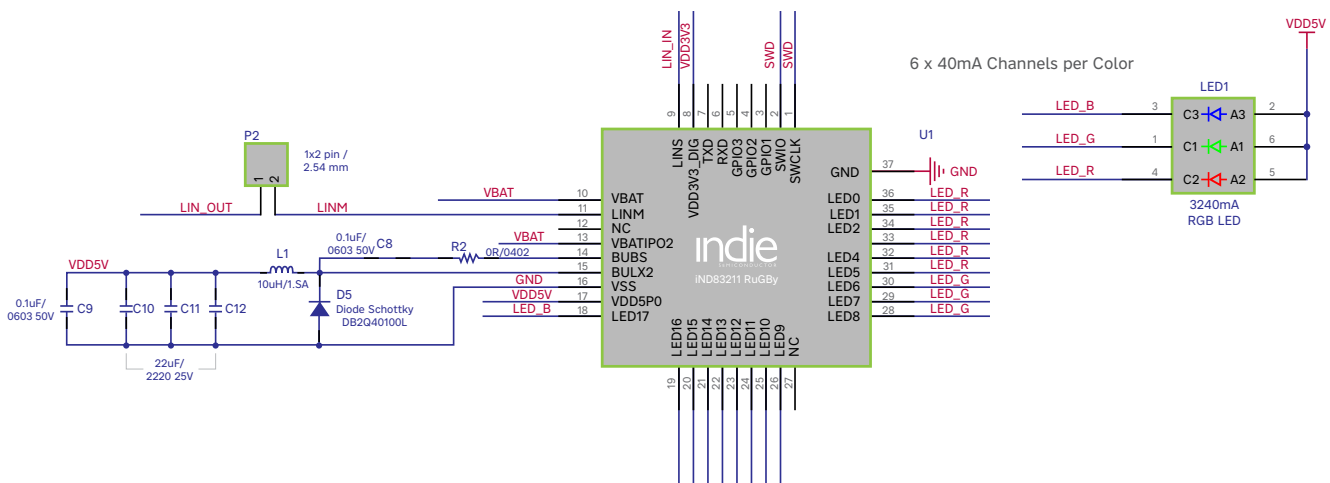 LIN_IN
VDD3V3
SWD
SWD
6 x 40mA Channels per Color
VDD5V
LED1
LED_B 3 C3 A3 2
LED_G 1 C1 A1 6
LED_R 4 C2 A2 5
3240mA
RGB LED
P2
1 2
1x2 pin /
2.54 mm
LIN_OUT
LINM
9 8 7 6 5 4 3 2 1
LINS
VDD3V3_DIG
TXD
RXD
GPIO3
GPIO2
GPIO1
SWIO
SWCLK
U1
VBAT 10 VBAT
11 LINM
12 NC
VBAT 13 VBATIPO2
14 BUBS
15 BULX2
GND 16 VSS
VDD5V 17 VDD5P0
LED_B 18 LED17
GND 37 GND
LED0 36 LED_R
LED1 35 LED_R
LED2 34 LED_R
33 LED_R
LED4 32 LED_R
LED5 31 LED_R
LED6 30 LED_G
LED7 29 LED_G
LED8 28 LED_G
indie
SEMICONDUCTOR
iND83211 RuGBy
0.1uF/
0603 50V
C8
R2
0R/0402
L1
10uH/1.SA
VDD5V
0.1uF/
0603 50V
C9
C10
C11
C12
D5
Diode Schottky
DB2Q40100L
22uF/
2220 25V
LED16
LED15
LED14
LED13
LED12
LED11
LED10
LED9
NC
19 20 21 22 23 24 25 26 27